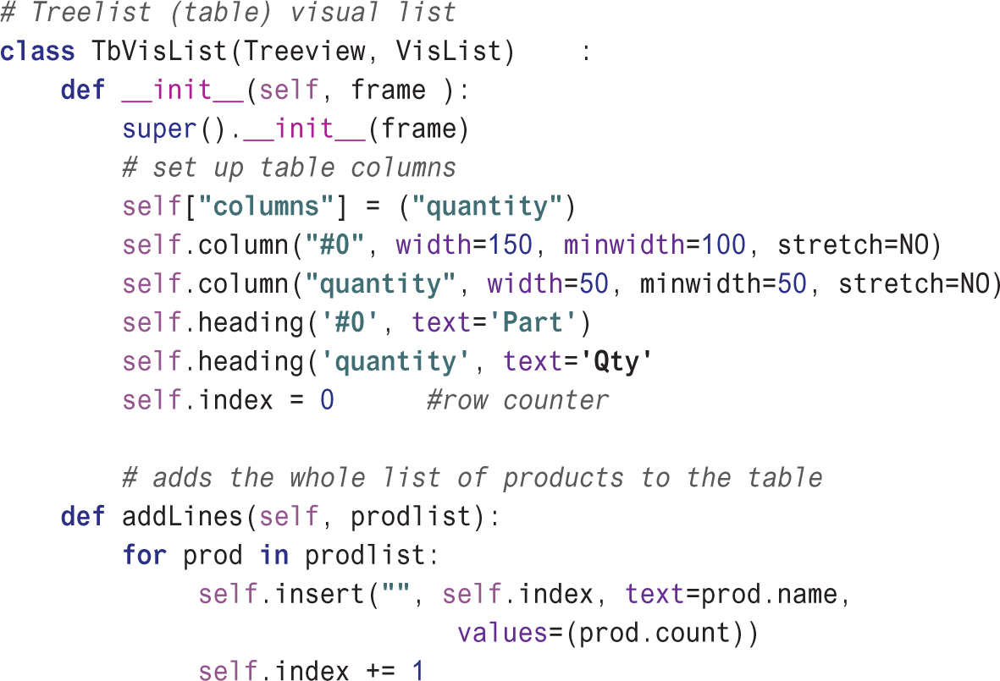 # Treelist (table) visual list
class TbVisList(Treeview, VisList)    :
    def __init__(self, frame ):
        super().__init__(frame)
        # set up table columns
        self["columns"] = ("quantity")
        self.column("#0", width=150, minwidth=100, stretch=NO)
        self.column("quantity", width=50, minwidth=50, stretch=NO)
        self.heading('#0', text='Part')
        self.heading('quantity', text='Qty'
        self.index = 0      #row counter

        # adds the whole list of products to the table
    def addLines(self, prodlist):
        for prod in prodlist:
             self.insert("", self.index, text=prod.name,
                              values=(prod.count))
             self.index += 1